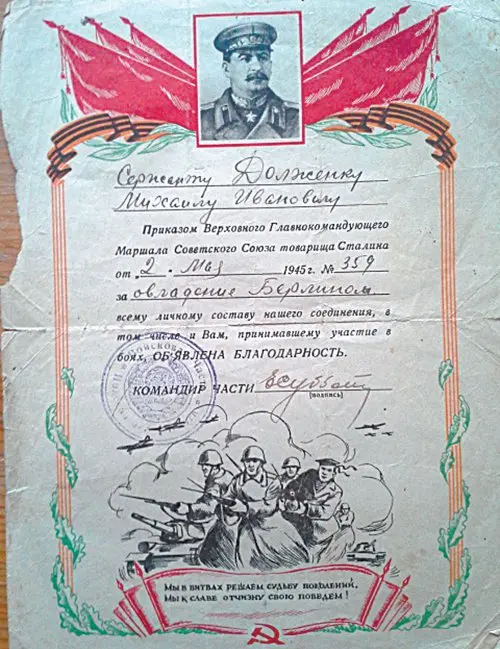 Сержанту Долженку
Михаилу Ивановичу
Приказом Верховного Главнокомандующего
Маршала Советского Союза товарища Сталина
от „2“ Мая 1945 г. № 359
за овладение Берлином
всему личному составу нашего соединения, в
том числе и Вам, принимавшему участие в
боях, ОБ'ЯВЛЕНА БЛАГОДАРНОСТЬ.
КОМАНДИР ЧАСТИ
(подпись)
МЫ В БИТВАХ РЕШАЕМ СУДЬБУ ПОКОЛЕНИЙ,
МЫ К СЛАВЕ ОТЧИЗНУ СВОЮ ПОВЕДЕМ!